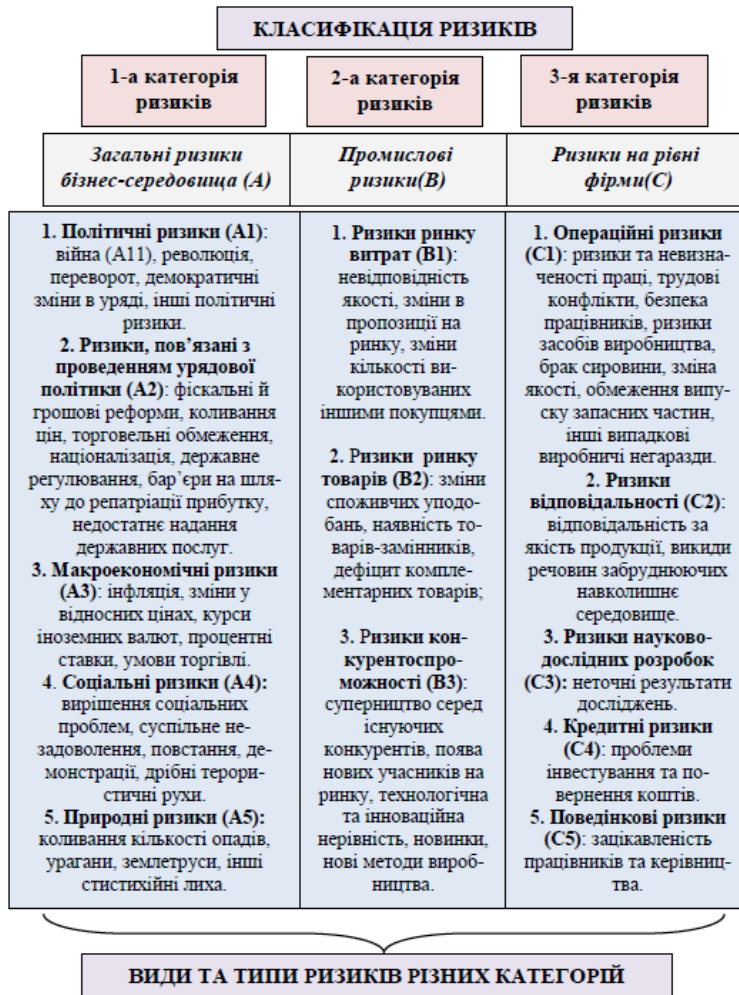 КЛАСИФІКАЦІЯ РИЗИКІВ
1-а категорія
ризиків
2-а категорія
ризиків
3-я категорія
ризиків
Загальні ризики
бізнес-середовища (А)
Промислові
ризики(В)
Ризики на рівні
фірми(С)
1. Політичні ризики (А1):
війна (А11), революція,
переворот, демократичні
зміни в уряді, інші політичні
ризики.
2. Ризики, пов’язані з
проведенням урядової
політики (А2): фіскальні й
грошові реформи, коливання
цін, торговельні обмеження,
націоналізація, державне
регулювання, бар’єри на шля-
ху до репатріації прибутку,
недостатнє надання
державних послуг.
3. Макроекономічні ризики
(А3): інфляція, зміни у
відносних цінах, курси
іноземних валют, процентні
ставки, умови торгівлі.
4. Соціальні ризики (А4):
вирішення соціальних
проблем, суспільне не-
задоволення, повстання, де-
монстрації, дрібні терори-
стичні рухи.
5. Природні ризики (А5):
коливання кількості опадів,
урагани, землетруси, інші
стистихійні лиха.
1. Ризики ринку
витрат (В1):
невідповідність
якості, зміни в
пропозиції на
ринку, зміни
кількості ви-
користовуваних
іншими покупцями.
2. Ризики ринку
товарів (В2): зміни
споживчих уподо-
бань, наявність то-
варів-замінників,
дефіцит компле-
ментарних товарів;
3. Ризики кон-
курентоспро-
можності (В3):
суперництво серед
існуючих
конкурентів, поява
нових учасників на
ринку, технологічна
та інноваційна
нерівність, новинки,
нові методи вироб-
ництва.
1. Операційні ризики
(С1): ризики та невизна-
ченості праці, трудові
конфлікти, безпека
працівників, ризики
засобів виробництва,
брак сировини, зміна
якості, обмеження випу-
ску запасних частин,
інші випадкові
виробничі негаразди.
2. Ризики
відповідальності (С2):
відповідальність за
якість продукції, викиди
речовин забруднюючих
навколишнє
середовище.
3. Ризики науково-
дослідних розробок
(С3): неточні результати
досліджень.
4. Кредитні ризики
(С4): проблеми
інвестування та по-
вернення коштів.
5. Поведінкові ризики
(С5): зацікавленість
працівників та керівниц-
тва.
ВИДИ ТА ТИПИ РИЗИКІВ РІЗНИХ КАТЕГОРІЙ